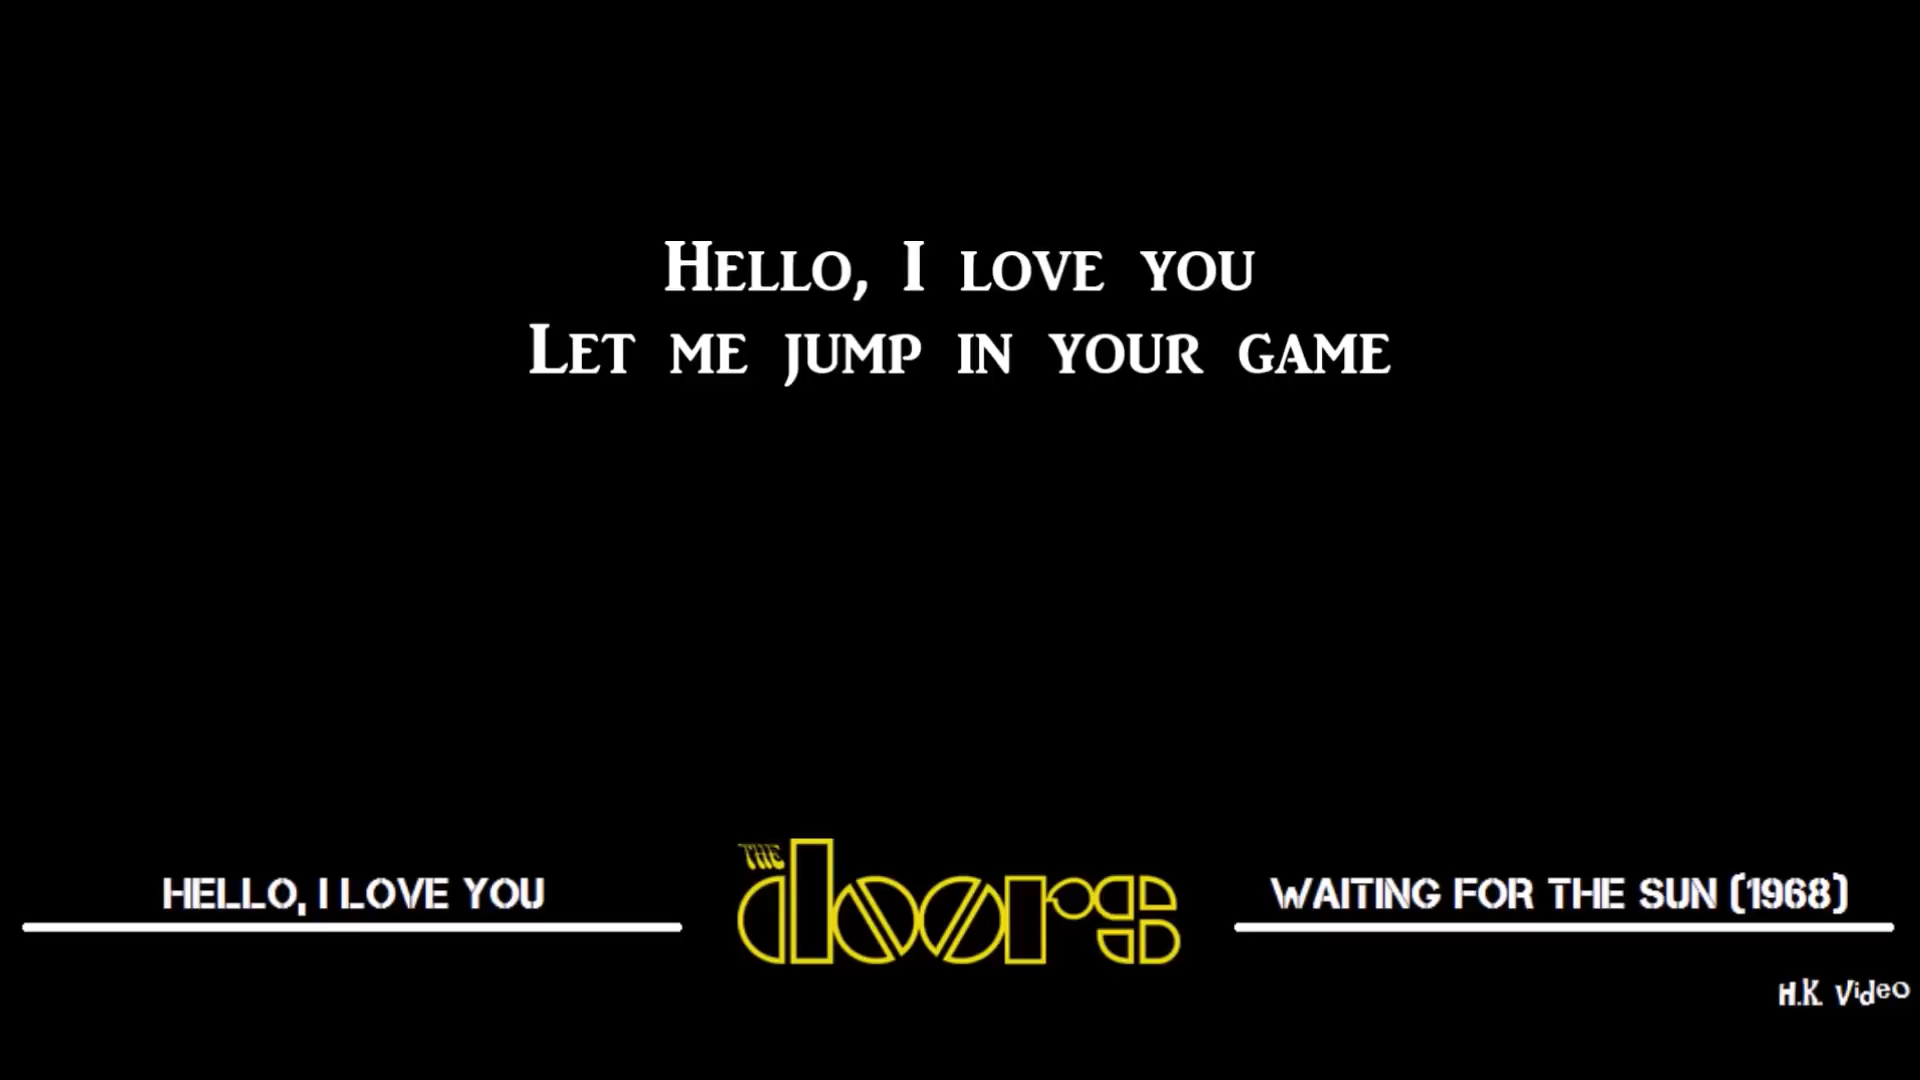 Hello, I love you
Let me jump in your game
HELLO, I LOVE YOU
THE doors
WAITING FOR THE SUN (1968)
H.K. Video